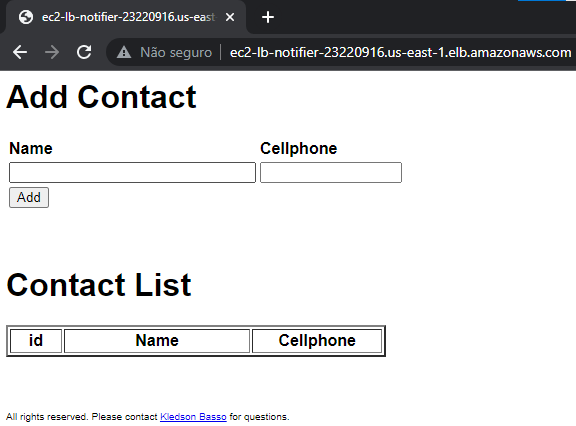 ec2-lb-notifier-23220916.us-east
Não seguro
ec2-lb-notifier-23220916.us-east-1.elb.amazonaws.com
Add Contact
Name Cellphone
Add
Contact List
id Name Cellphone
All rights reserved. Please contact Kledson Basso for questions.